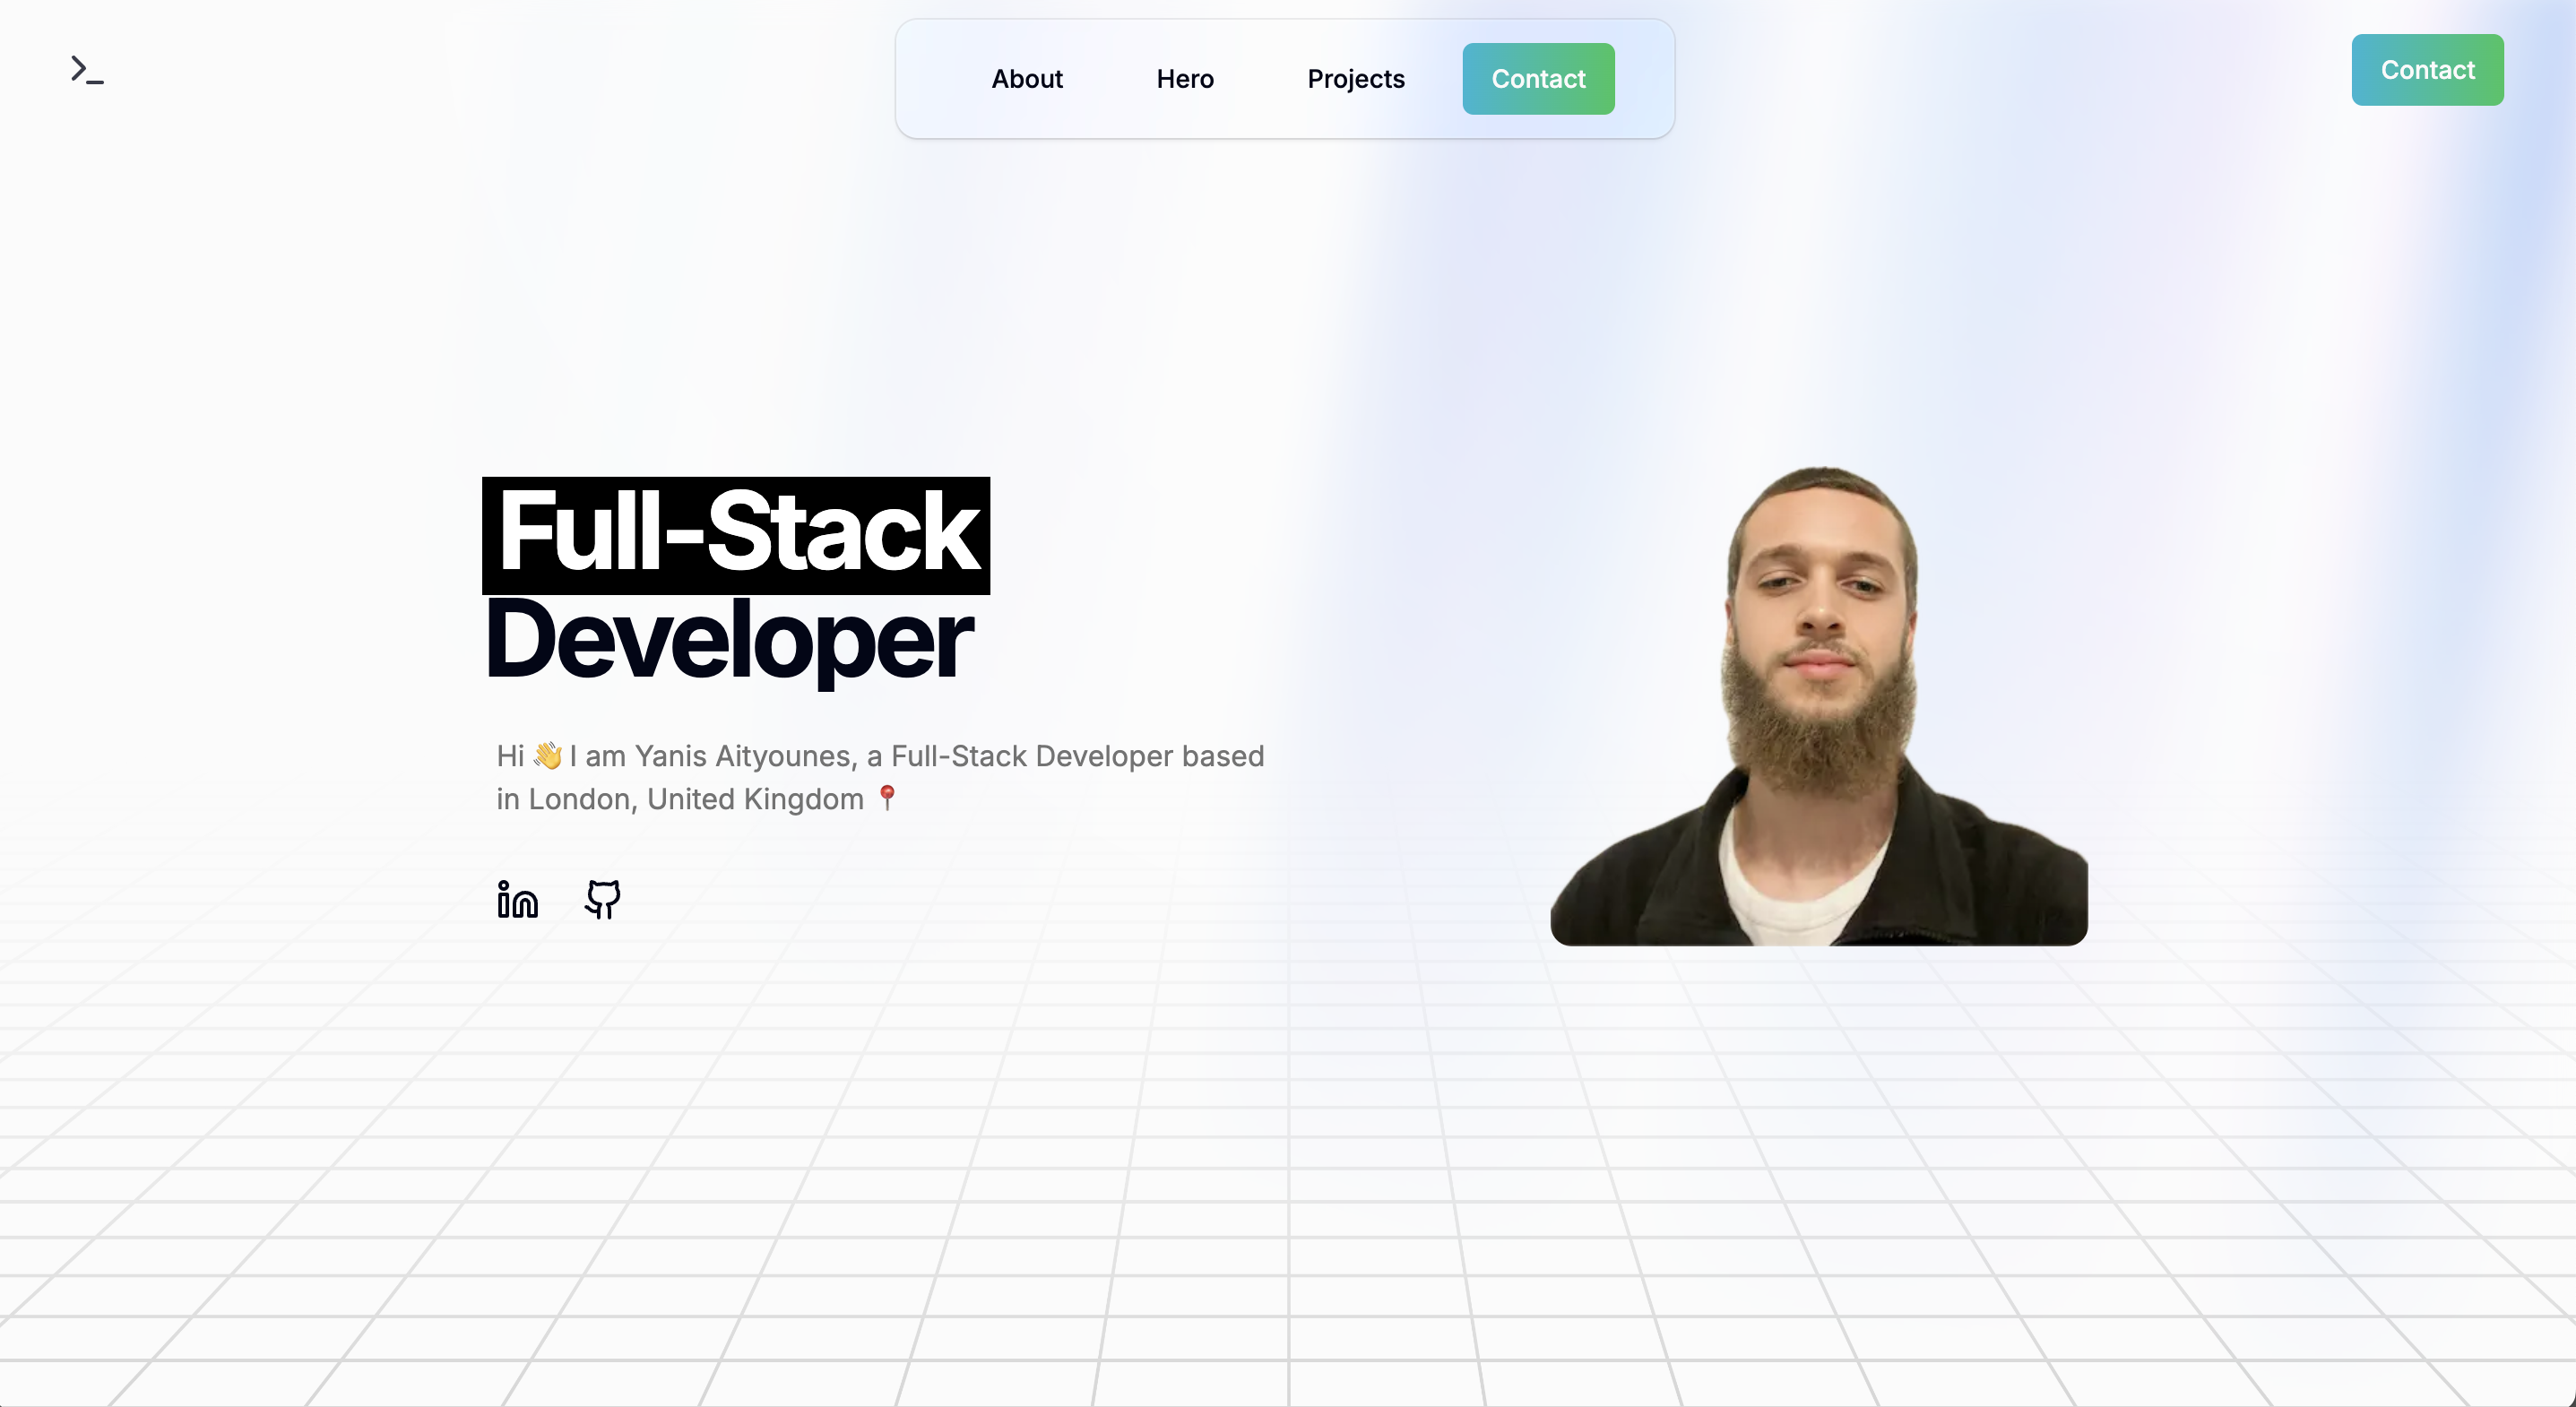 About Hero Projects Contact
Contact
Full-Stack
Developer
Hi 👋 I am Yanis Aityounes, a Full-Stack Developer based
in London, United Kingdom 📍